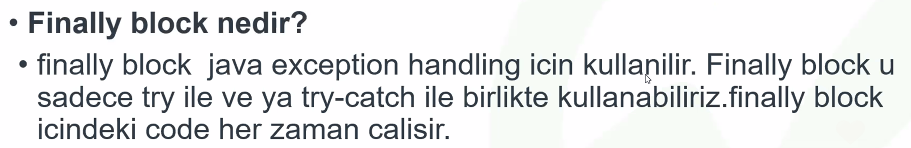 • Finally block nedir?
• finally block  java exception handling icin kullanilir. Finally block u
sadece try ile ve ya try-catch ile birlikte kullanabiliriz.finally block
icindeki code her zaman calisir.